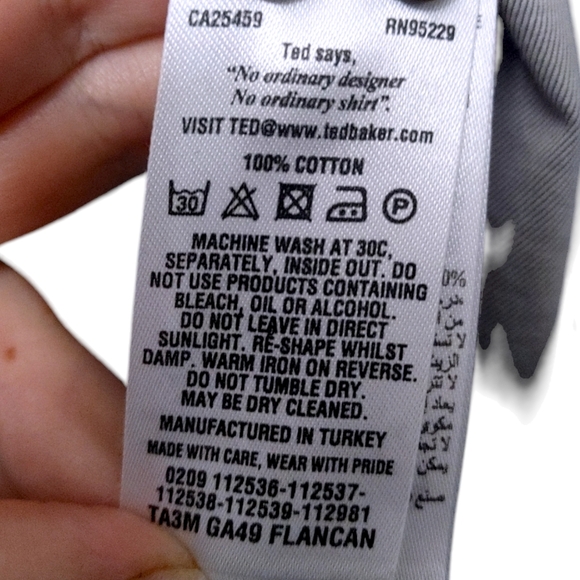 CA25459 RN95229
Ted says,
“No ordinary designer
No ordinary shirt”.
VISIT TED@www.tedbaker.com
100% COTTON
30 P
MACHINE WASH AT 30C,
SEPARATELY, INSIDE OUT. DO
NOT USE PRODUCTS CONTAINING
BLEACH, OIL OR ALCOHOL.
DO NOT LEAVE IN DIRECT
SUNLIGHT. RE-SHAPE WHILST
DAMP. WARM IRON ON REVERSE.
DO NOT TUMBLE DRY.
MAY BE DRY CLEANED.
MANUFACTURED IN TURKEY
MADE WITH CARE, WEAR WITH PRIDE
0209 112536-112537-
112538-112539-112981
TA3M GA49 FLANCAN